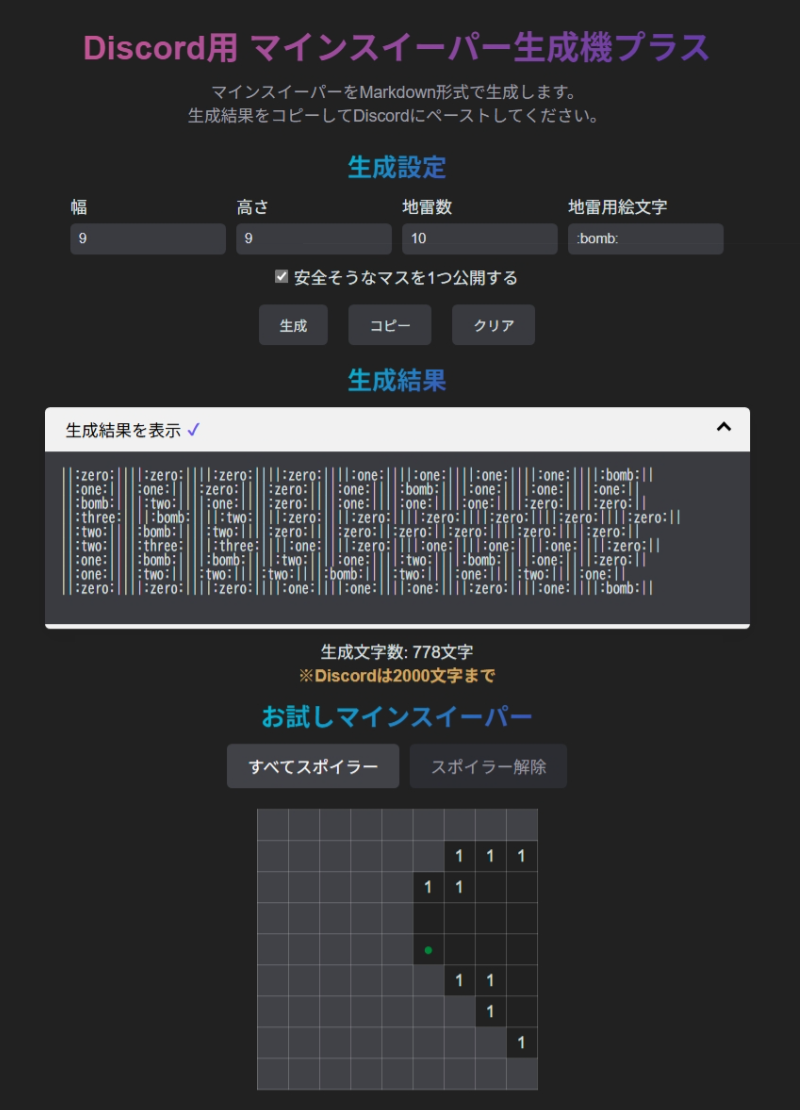 Discord用 マインスイーパー生成機プラス
マインスイーパーをMarkdown形式で生成します。
生成結果をコピーしてDiscordにペーストしてください。
生成設定
幅 高さ 地雷数 地雷用絵文字
9 9 10 :bomb:
安全そうなマスを1つ公開する
生成 コピー クリア
生成結果
生成結果を表示 ✓
||:zero:||||:zero:||||:zero:||||:zero:||||:one:||||:one:||||:one:||||:one:||||:bomb:||
||:one:||||:one:||||:zero:||||:zero:||||:one:||||:bomb:||||:one:||||:one:||||:one:||
||:bomb:||||:two:||||:one:||||:zero:||||:one:||||:one:||||:one:||||:zero:||||:zero:||
||:three:||||:bomb:||||:two:||||:zero:||||:zero:||||:zero:||||:zero:||||:zero:||||:zero:||
||:two:||||:bomb:||||:two:||||:zero:||||:zero:||:zero:||:zero:||||:zero:||||:zero:||
||:two:||||:three:||||:three:||||:one:||||:zero:||||:one:||||:one:||||:one:||||:zero:||
||:one:||||:bomb:||||:bomb:||||:two:||||:one:||||:two:||||:bomb:||||:one:||||:zero:||
||:one:||||:two:||||:two:||||:two:||||:bomb:||||:two:||||:one:||||:two:||||:one:||
||:zero:||||:zero:||||:zero:||||:one:||||:one:||||:one:||||:zero:||||:one:||||:bomb:||
生成文字数: 778文字
※Discordは2000文字まで
お試しマインスイーパー
すべてスポイラー スポイラー解除
1 1 1
1 1
1 1
1
1